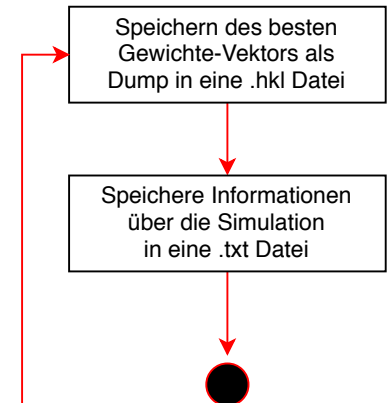 Speichern des besten
Gewichte-Vektors als
Dump in eine .hkl Datei
Speichere Informationen
über die Simulation
in eine .txt Datei